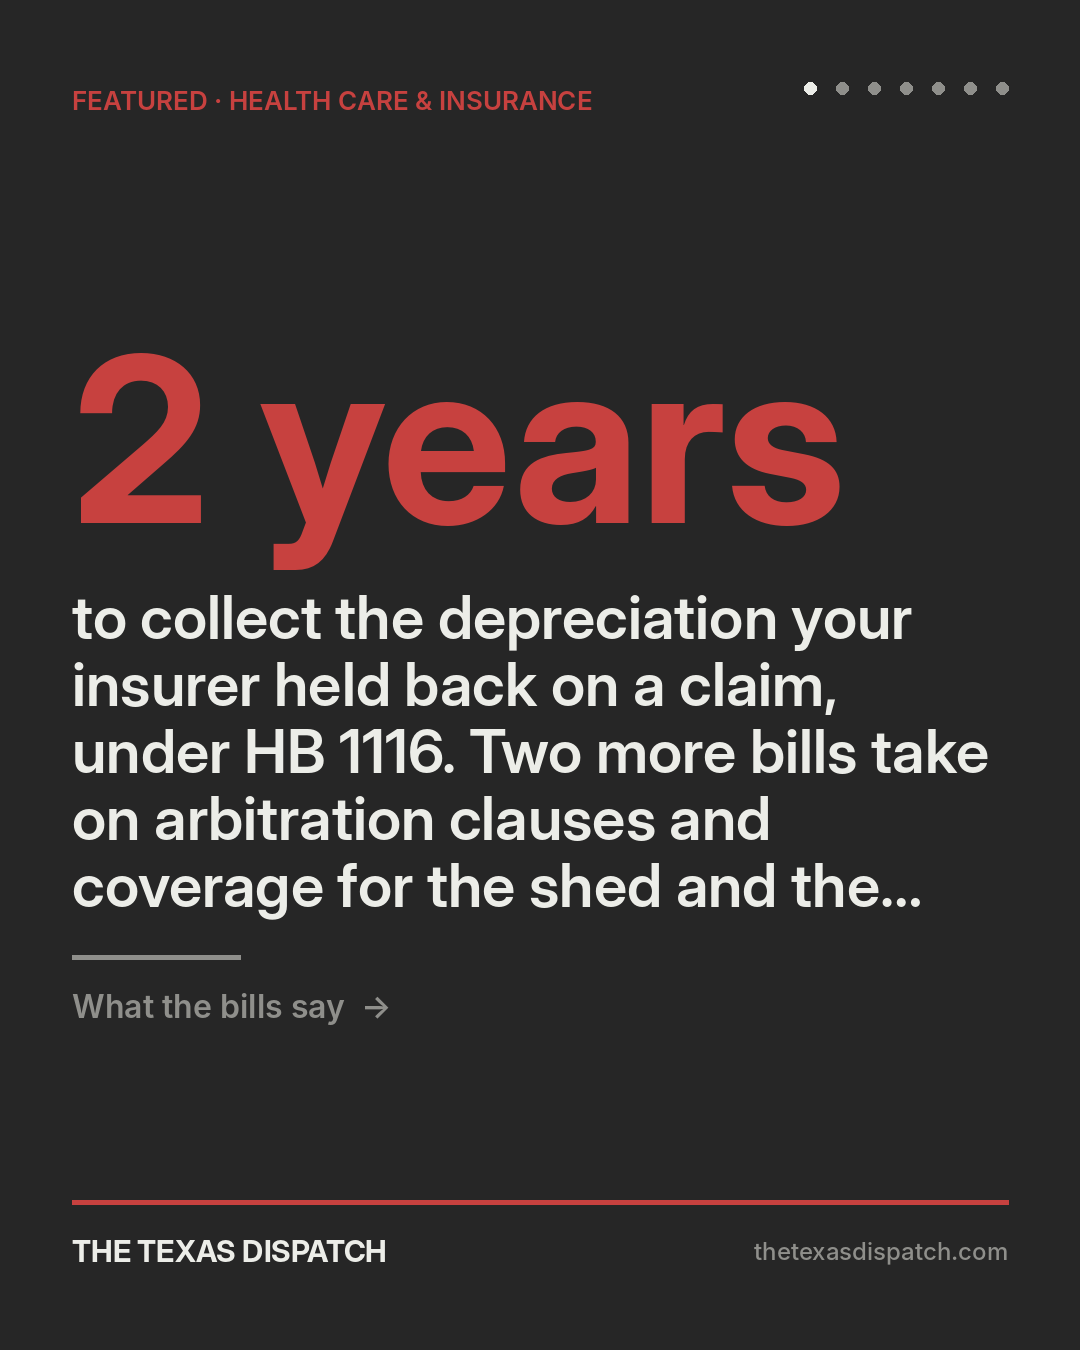 FEATURED · HEALTH CARE & INSURANCE
2 years
to collect the depreciation your
insurer held back on a claim,
under HB 1116. Two more bills take
on arbitration clauses and
coverage for the shed and the...
What the bills say →
THE TEXAS DISPATCH
thetexasdispatch.com